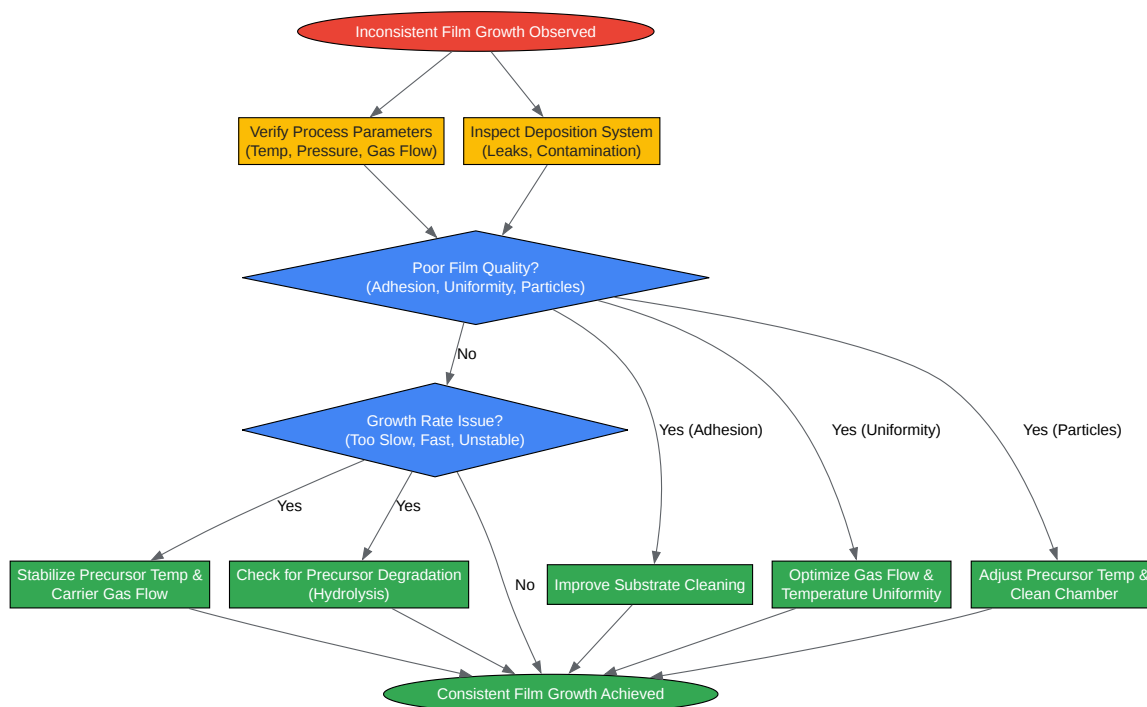 Inconsistent Film Growth Observed
Verify Process Parameters
(Temp, Pressure, Gas Flow)
Inspect Deposition System
(Leaks, Contamination)
Poor Film Quality?
(Adhesion, Uniformity, Particles)
No
Growth Rate Issue?
(Too Slow, Fast, Unstable)
Yes (Adhesion)
Yes (Uniformity)
Yes (Particles)
Yes
Yes
Stabilize Precursor Temp &
Carrier Gas Flow
Check for Precursor Degradation
(Hydrolysis)
No
Improve Substrate Cleaning
Optimize Gas Flow &
Temperature Uniformity
Adjust Precursor Temp &
Clean Chamber
Consistent Film Growth Achieved